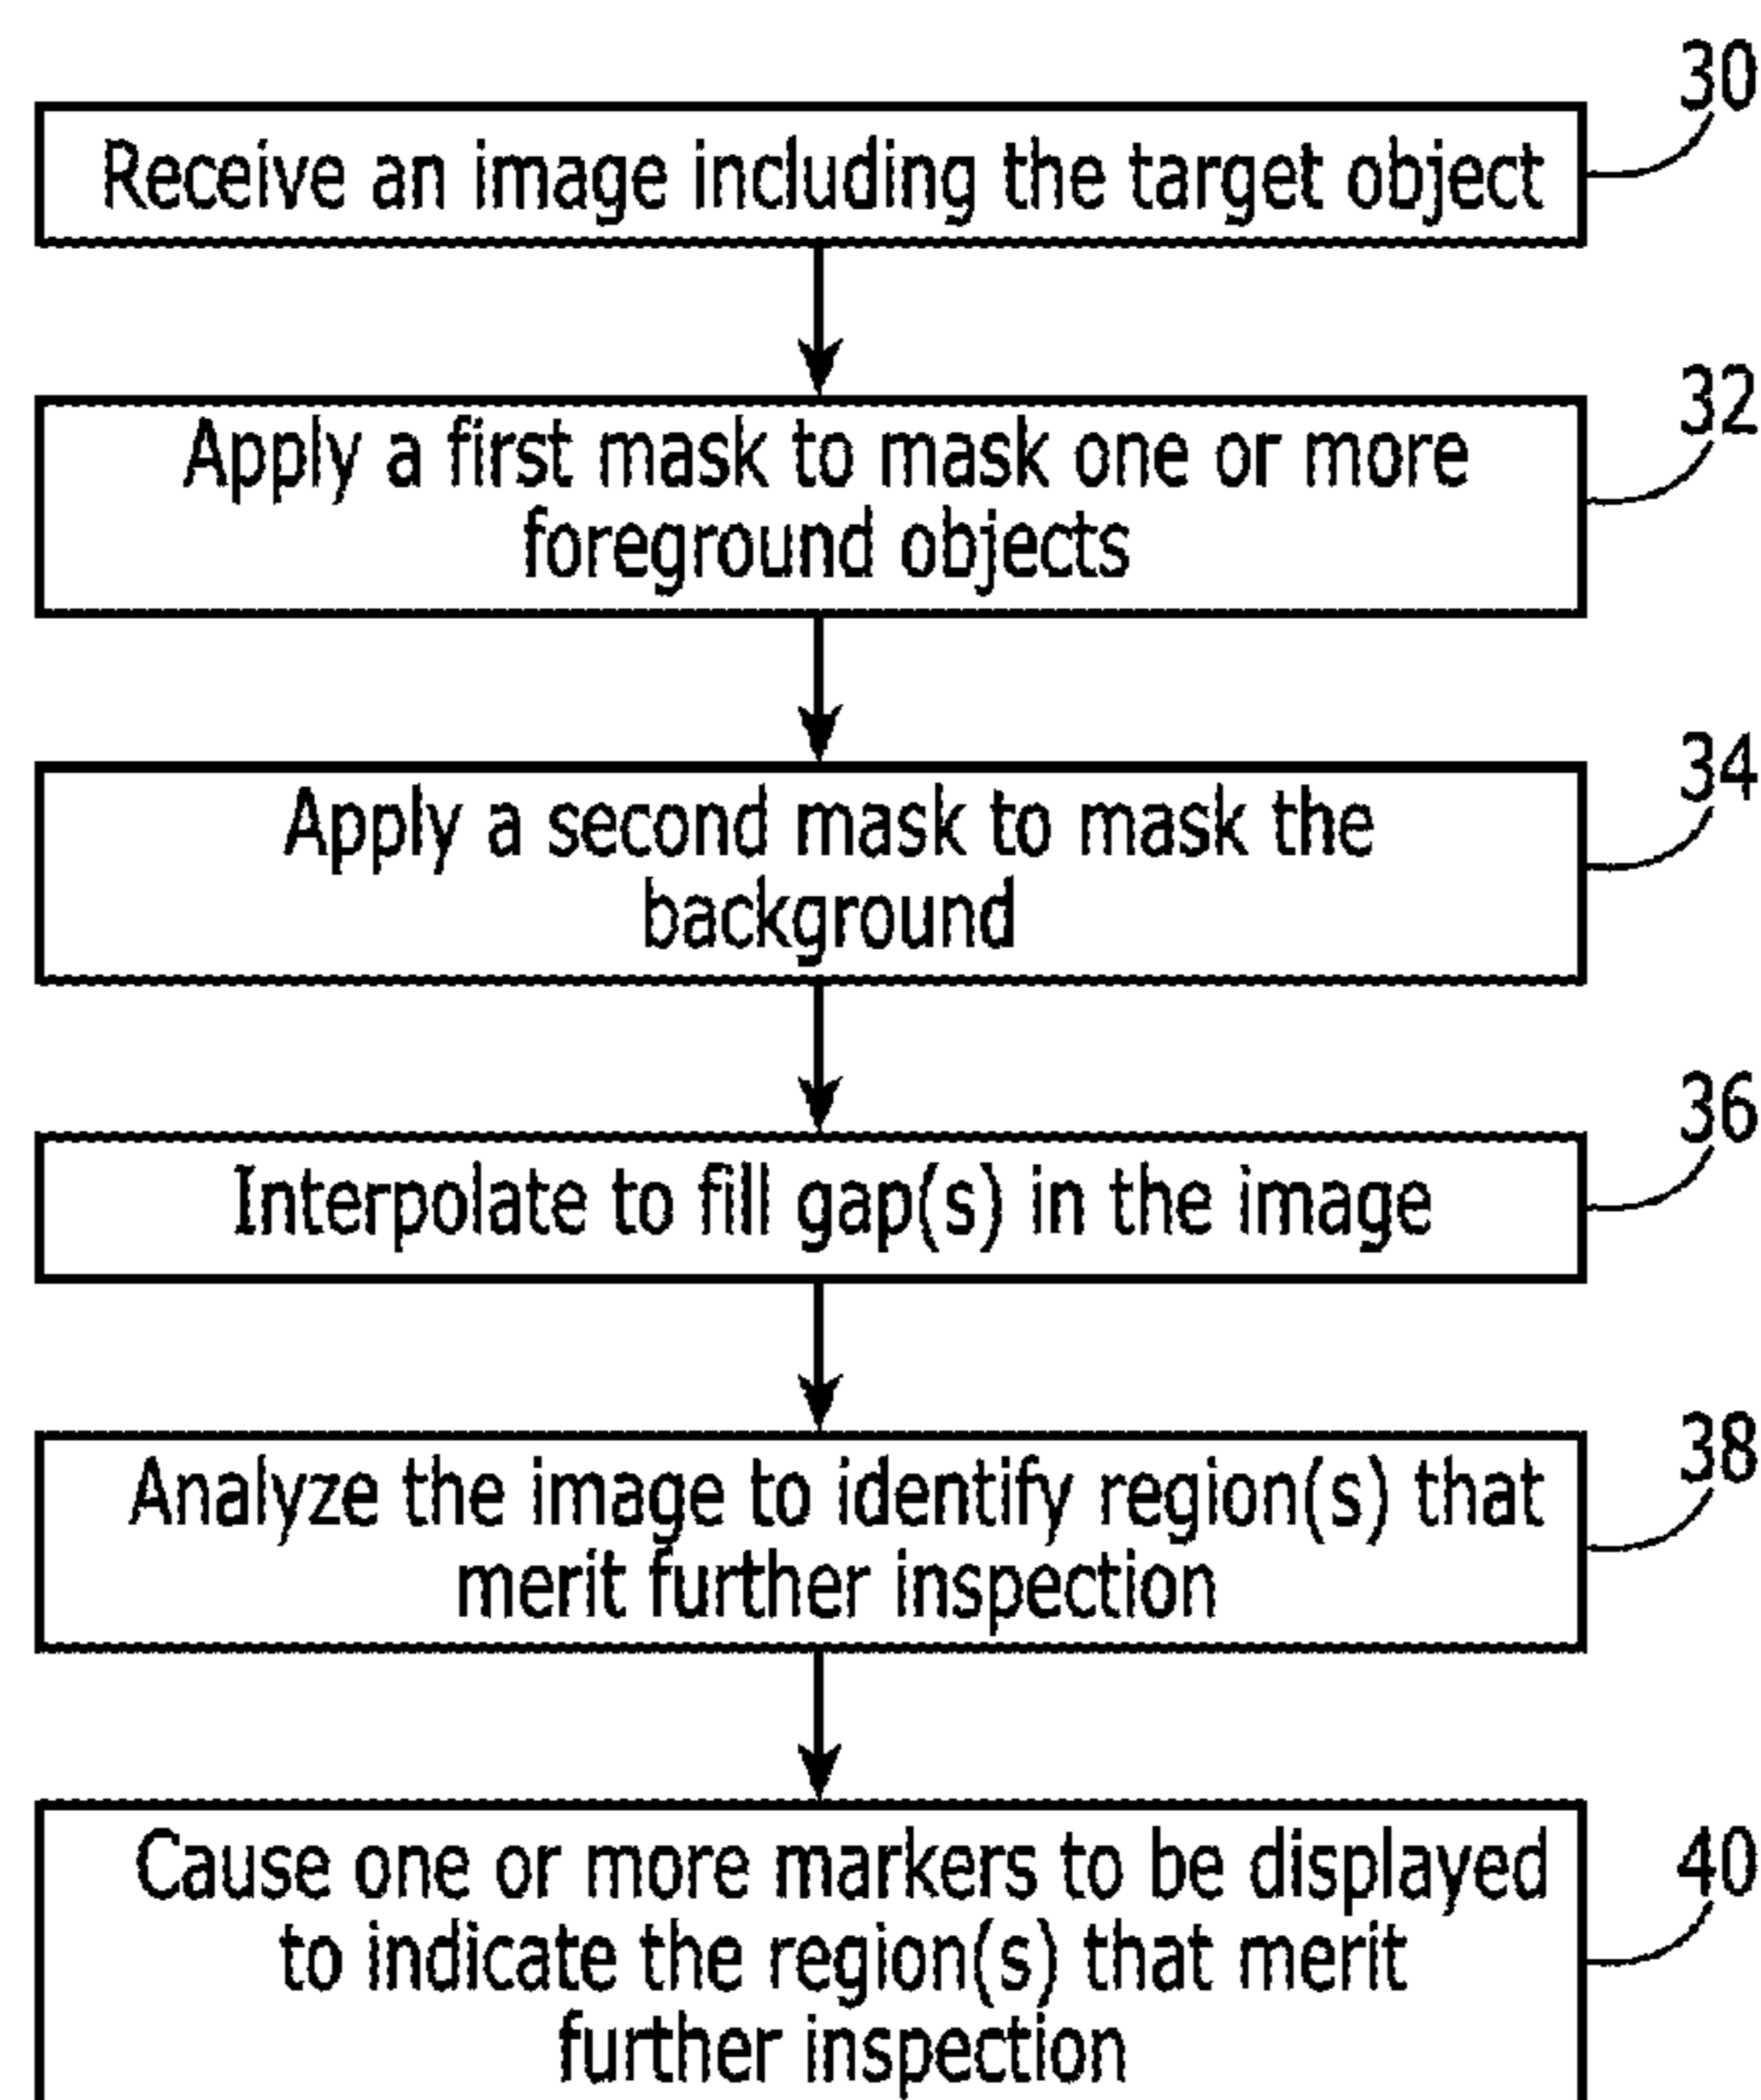 30
Receive an image including the target object
32
Apply a first mask to mask one or more
foreground objects
34
Apply a second mask to mask the
background
36
Interpolate to fill gap(s) in the image
38
Analyze the image to identify region(s) that
merit further inspection
40
Cause one or more markers to be displayed
to indicate the region(s) that merit
further inspection